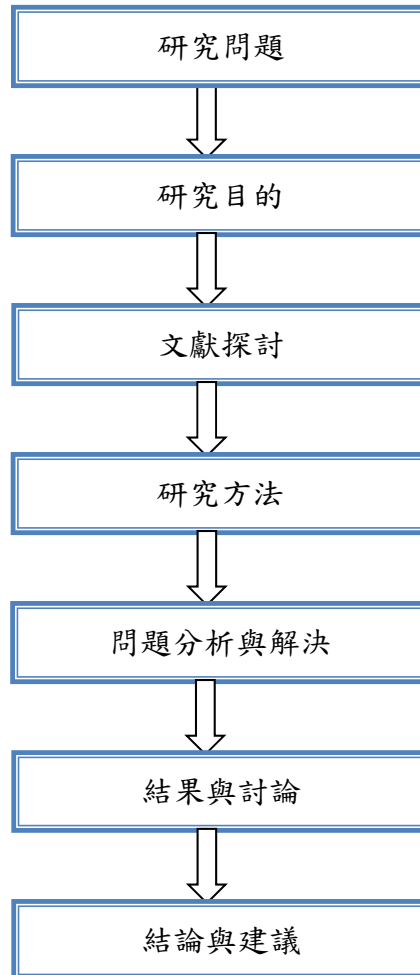 研究問題
研究目的
文獻探討
研究方法
問題分析與解決
結果與討論
結論與建議